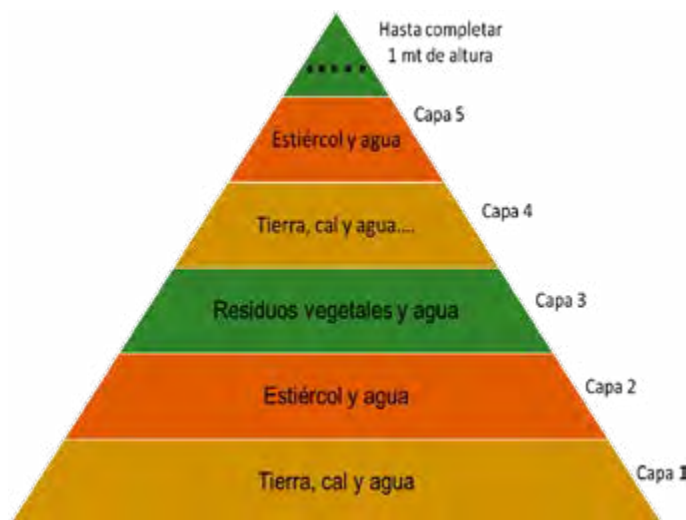 Hasta completar
1 mt de altura
.....
Capa 5
Estiércol y agua
Capa 4
Tierra, cal y agua....
Capa 3
Residuos vegetales y agua
Capa 2
Estiércol y agua
Capa 1
Tierra, cal y agua